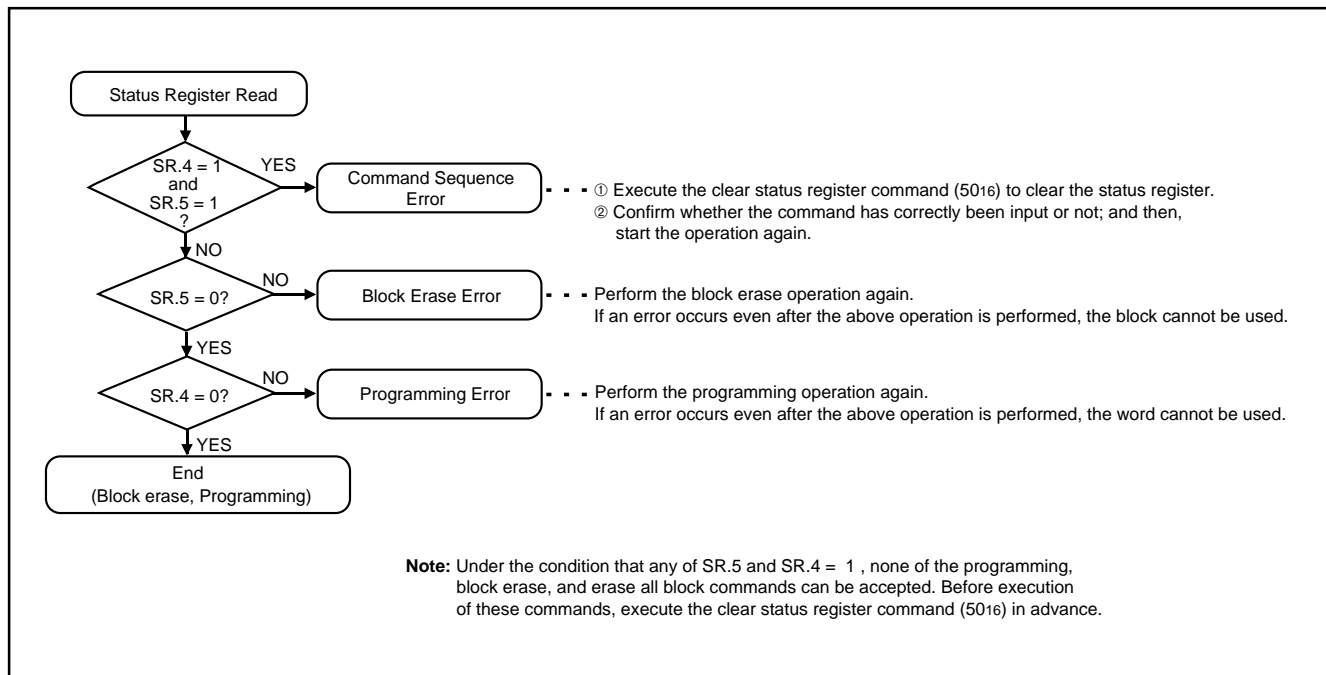 Status Register Read
SR.4 = 1
and
SR.5 = 1
?
YES
Command Sequence
Error
① Execute the clear status register command (5016) to clear the status register.
② Confirm whether the command has correctly been input or not; and then,
start the operation again.
NO
SR.5 = 0?
NO
Block Erase Error
Perform the block erase operation again.
If an error occurs even after the above operation is performed, the block cannot be used.
YES
SR.4 = 0?
NO
Programming Error
Perform the programming operation again.
If an error occurs even after the above operation is performed, the word cannot be used.
YES
End
(Block erase, Programming)
Note: Under the condition that any of SR.5 and SR.4 = 1 , none of the programming,
block erase, and erase all block commands can be accepted. Before execution
of these commands, execute the clear status register command (5016) in advance.